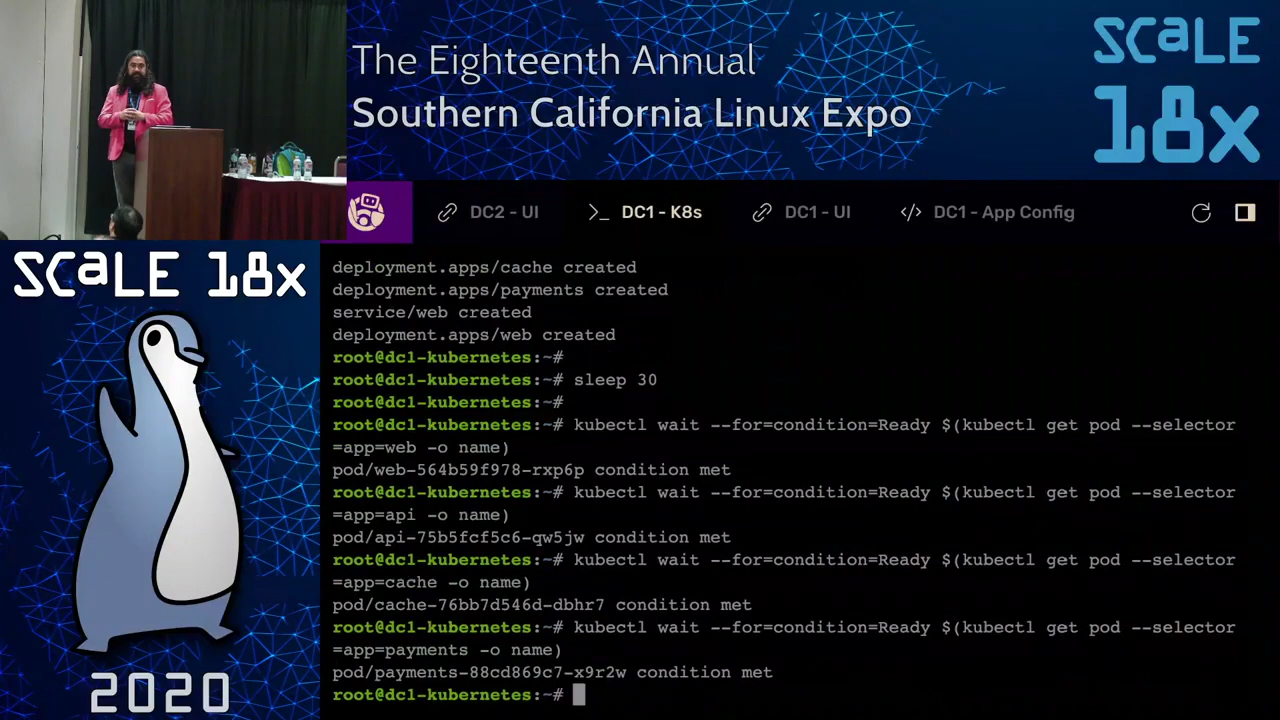 The Eighteenth Annual
Southern California Linux Expo
SCaLE
18x
DC2 - UI
DC1 - K8s
DC1 - UI
DC1 - App Config
SCaLE 18x
2020
deployment.apps/cache created
deployment.apps/payments created
service/web created
deployment.apps/web created
root@dc1-kubernetes:~#
root@dc1-kubernetes:~# sleep 30
root@dc1-kubernetes:~#
root@dc1-kubernetes:~# kubectl wait --for=condition=Ready $(kubectl get pod --selector
=app=web -o name)
pod/web-564b59f978-rxp6p condition met
root@dc1-kubernetes:~# kubectl wait --for=condition=Ready $(kubectl get pod --selector
=app=api -o name)
pod/api-75b5fcf5c6-qw5jw condition met
root@dc1-kubernetes:~# kubectl wait --for=condition=Ready $(kubectl get pod --selector
=app=cache -o name)
pod/cache-76bb7d546d-dbhr7 condition met
root@dc1-kubernetes:~# kubectl wait --for=condition=Ready $(kubectl get pod --selector
=app=payments -o name)
pod/payments-88cd869c7-x9r2w condition met
root@dc1-kubernetes:~#